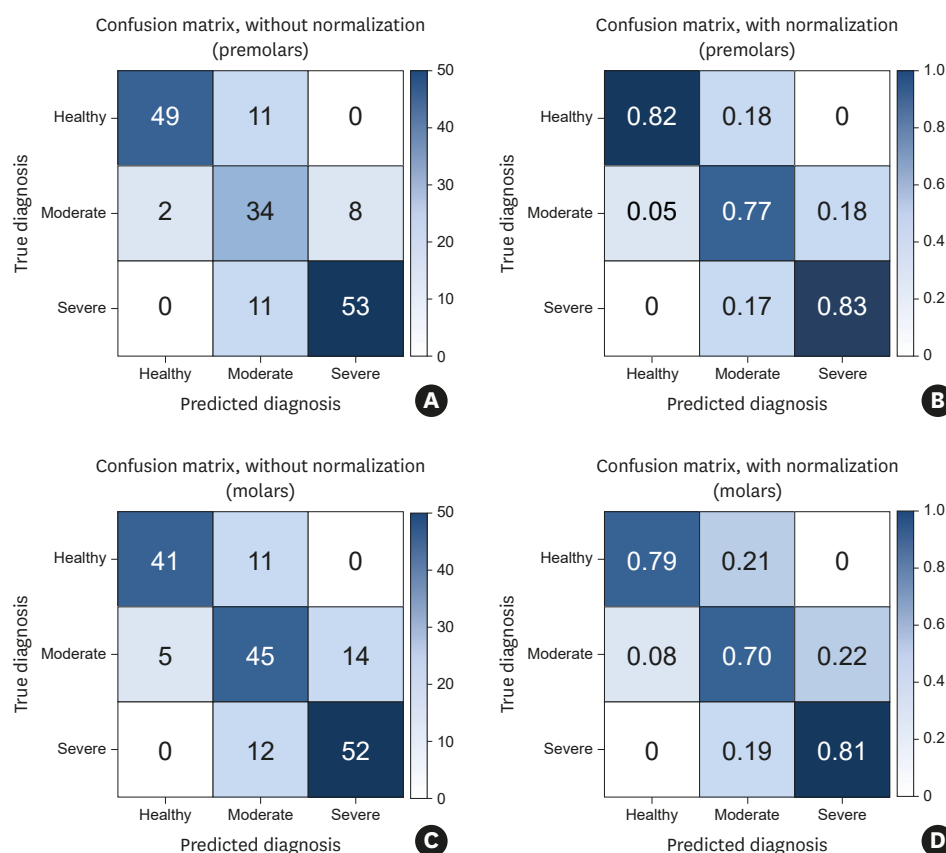 Confusion matrix, without normalization
(premolars)
50
40
30
20
10
0
True diagnosis
Healthy
49
11
0
Moderate
2
34
8
Severe
0
11
53
Healthy
Moderate
Severe
Predicted diagnosis
A
Confusion matrix, with normalization
(premolars)
1.0
0.8
0.6
0.4
0.2
0
True diagnosis
Healthy
0.82
0.18
0
Moderate
0.05
0.77
0.18
Severe
0
0.17
0.83
Healthy
Moderate
Severe
Predicted diagnosis
B
Confusion matrix, without normalization
(molars)
50
40
30
20
10
0
True diagnosis
Healthy
41
11
0
Moderate
5
45
14
Severe
0
12
52
Healthy
Moderate
Severe
Predicted diagnosis
C
Confusion matrix, with normalization
(molars)
1.0
0.8
0.6
0.4
0.2
0
True diagnosis
Healthy
0.79
0.21
0
Moderate
0.08
0.70
0.22
Severe
0
0.19
0.81
Healthy
Moderate
Severe
Predicted diagnosis
D